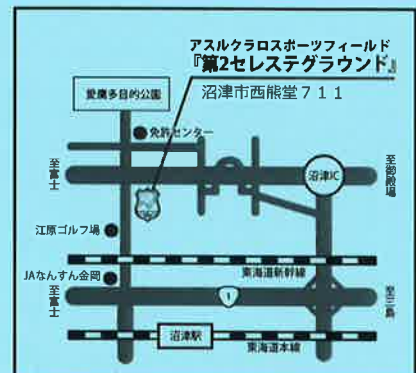 アスルクラロスポーツフィールド
『第2セレステグラウンド』
沼津市西熊堂７１１
愛鷹多目的公園
免許センター
至富士
至御殿場
沼津IC
江原ゴルフ場
東海道新幹線
JAなんすん金岡
至富士
1
至三島
沼津駅
東海道本線